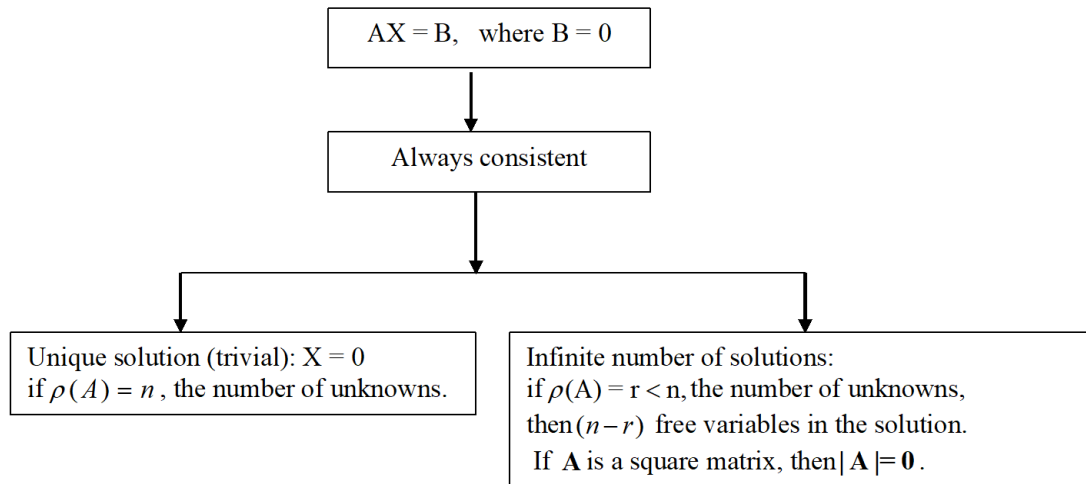 AX = B, where B = 0
Always consistent
Unique solution (trivial): X = 0
if ρ(A) = n , the number of unknowns.
Infinite number of solutions:
if ρ(A) = r < n, the number of unknowns,
then (n − r) free variables in the solution.
If A is a square matrix, then | A |= 0 .